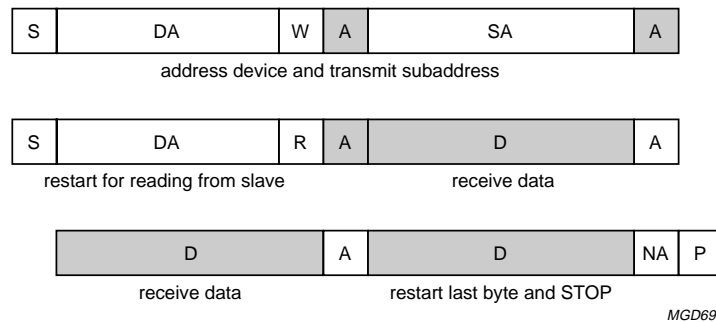 S DA W A SA A
address device and transmit subaddress
S DA R A D A
restart for reading from slave receive data
D A D NA P
receive data restart last byte and STOP
MGD69